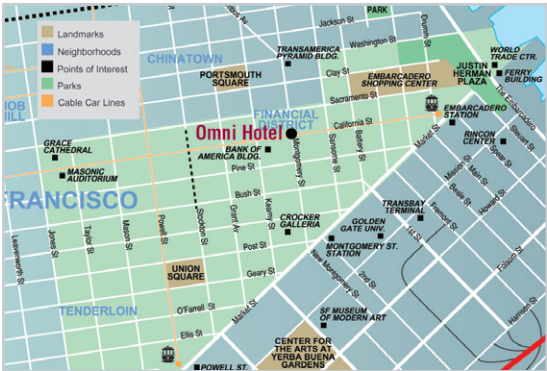 Landmarks
Neighborhoods
Points of Interest
Parks
Cable Car Lines
PARK
Jackson St
Drumm St
Washington St
CHINATOWN
TRANSAMERICA
PYRAMID BLDG.
Clay St
PORTSMOUTH
SQUARE
EMBARCADERO
SHOPPING CENTER
JUSTIN
HERMAN
PLAZA
WORLD
TRADE CTR.
FERRY
BUILDING
The Embarcadero
Sacramento St
OB
HILL
FINANCIAL
DISTRICT
California St
Omni Hotel
EMBARCADERO
STATION
Market St
GRACE
CATHEDRAL
BANK OF
AMERICA BLDG.
Montgomery St
Sansome St
Battery St
RINCON
CENTER
Steuart St
Spear St
Main St
Mission St
Beale St
Howard St
MASONIC
AUDITORIUM
Pine St
FRANCISCO
Bush St
TRANSBAY
TERMINAL
Fremont St
1st St
Leavenworth St
Jones St
Taylor St
Mason St
Powell St
Stockton St
Grant Av
Kearny St
CROCKER
GALLERIA
GOLDEN
GATE UNIV.
MONTGOMERY ST.
STATION
Post St
New Montgomery St
2nd St
Folsom St
UNION
SQUARE
Geary St
Harrison St
TENDERLOIN
O'Farrell St
Market St
Ellis St
SF MUSEUM
OF MODERN ART
CENTER FOR
THE ARTS AT
YERBA BUENA
GARDENS
POWELL ST.